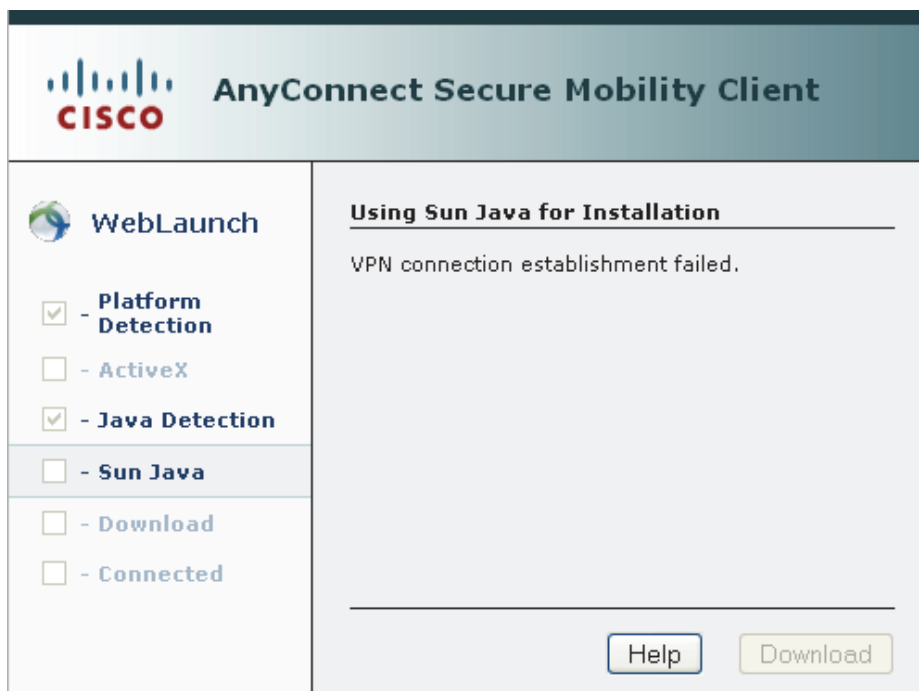 CISCO
AnyConnect Secure Mobility Client
WebLaunch
- Platform
Detection
- ActiveX
- Java Detection
- Sun Java
- Download
- Connected
Using Sun Java for Installation
VPN connection establishment failed.
Help
Download